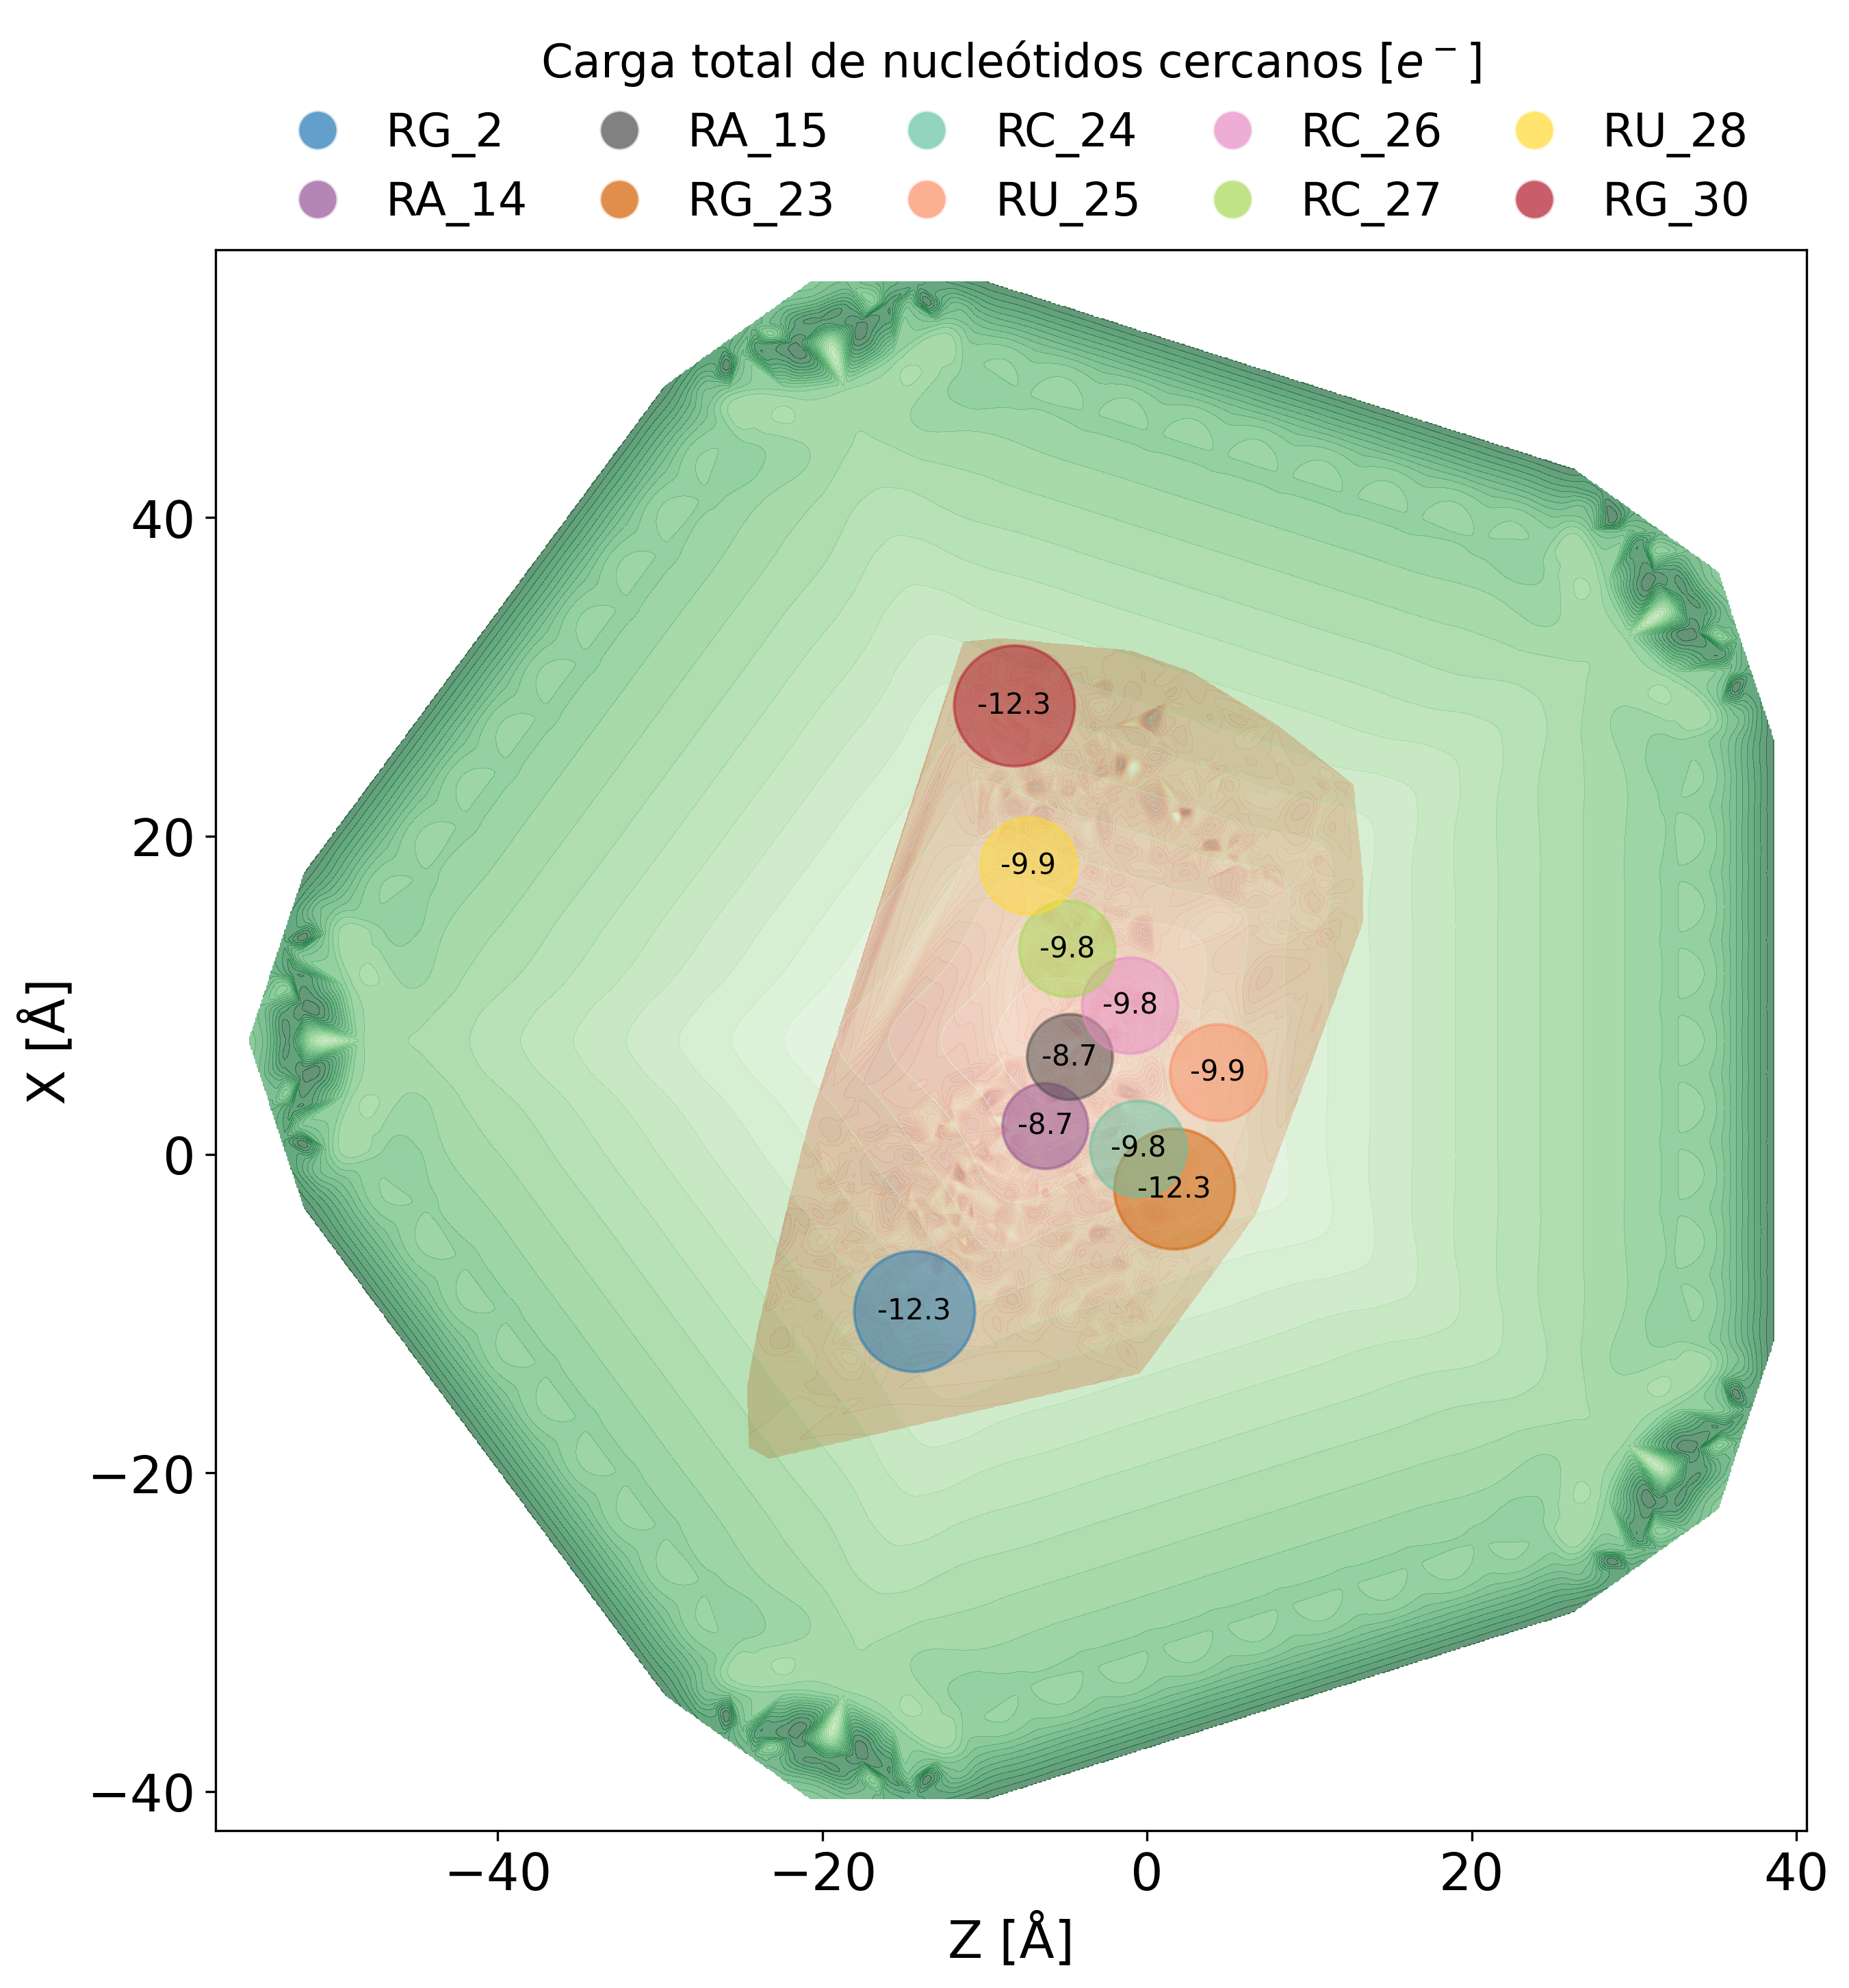 Carga total de nucleótidos cercanos [e⁻]
RG_2 RA_15 RC_24 RC_26 RU_28
RA_14 RG_23 RU_25 RC_27 RG_30
40
20
0
−20
−40
X [Å]
-12.3
-9.9
-9.8
-9.8
-8.7
-9.9
-8.7
-9.8
-12.3
-12.3
−40 −20 0 20 40
Z [Å]